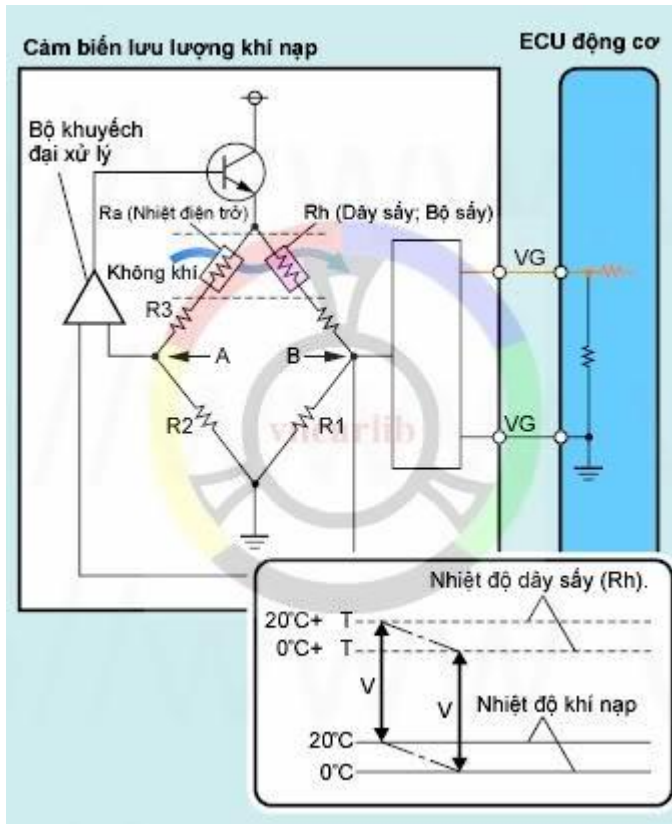 Cảm biến lưu lượng khí nạp
ECU động cơ
Bộ khuyếch
đại xử lý
Ra (Nhiệt điện trở)
Rh (Dây sấy; Bộ sấy)
Không khí
R3
A
B
R2
R1
VG
VG
vncarlib
Nhiệt độ dây sấy (Rh).
20°C+ T
0°C+ T
V
V
Nhiệt độ khí nạp
20°C
0°C